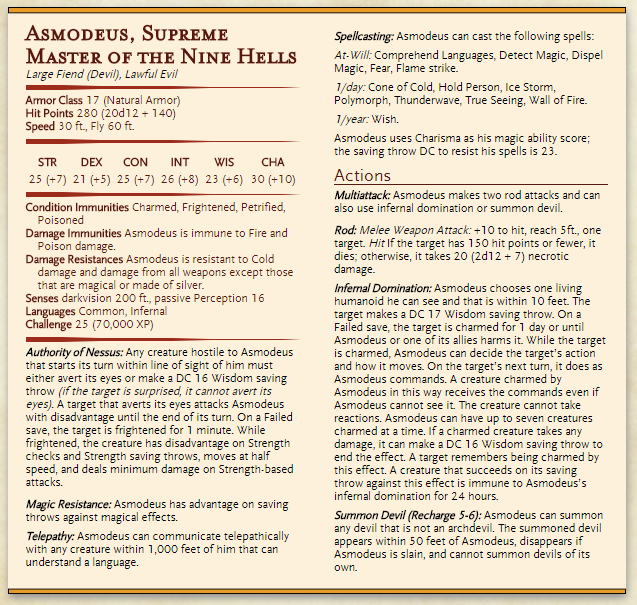 Asmodeus, Supreme
Master of the Nine Hells
Large Fiend (Devil), Lawful Evil
Armor Class 17 (Natural Armor)
Hit Points 280 (20d12 + 140)
Speed 30 ft., Fly 60 ft.
STR DEX CON INT WIS CHA
25 (+7) 21 (+5) 25 (+7) 26 (+8) 23 (+6) 30 (+10)
Condition Immunities Charmed, Frightened, Petrified,
Poisoned
Damage Immunities Asmodeus is immune to Fire and
Poison damage.
Damage Resistances Asmodeus is resistant to Cold
damage and damage from all weapons except those
that are magical or made of silver.
Senses darkvision 200 ft., passive Perception 16
Languages Common, Infernal
Challenge 25 (70,000 XP)
Authority of Nessus: Any creature hostile to Asmodeus
that starts its turn within line of sight of him must
either avert its eyes or make a DC 16 Wisdom saving
throw (if the target is surprised, it cannot avert its
eyes). A target that averts its eyes attacks Asmodeus
with disadvantage until the end of its turn. On a Failed
save, the target is frightened for 1 minute. While
frightened, the creature has disadvantage on Strength
checks and Strength saving throws, moves at half
speed, and deals minimum damage on Strength-based
attacks.
Magic Resistance: Asmodeus has advantage on saving
throws against magical effects.
Telepathy: Asmodeus can communicate telepathically
with any creature within 1,000 feet of him that can
understand a language.
Spellcasting: Asmodeus can cast the following spells:
At-Will: Comprehend Languages, Detect Magic, Dispel
Magic, Fear, Flame strike.
1/day: Cone of Cold, Hold Person, Ice Storm,
Polymorph, Thunderwave, True Seeing, Wall of Fire.
1/year: Wish.
Asmodeus uses Charisma as his magic ability score;
the saving throw DC to resist his spells is 23.
Actions
Multiattack: Asmodeus makes two rod attacks and can
also use infernal domination or summon devil.
Rod: Melee Weapon Attack: +10 to hit, reach 5ft., one
target. Hit If the target has 150 hit points or fewer, it
dies; otherwise, it takes 20 (2d12 + 7) necrotic
damage.
Infernal Domination: Asmodeus chooses one living
humanoid he can see and that is within 10 feet. The
target makes a DC 17 Wisdom saving throw. On a
Failed save, the target is charmed for 1 day or until
Asmodeus or one of its allies harms it. While the target
is charmed, Asmodeus can decide the target's action
and how it moves. On the target's next turn, it does as
Asmodeus commands. A creature charmed by
Asmodeus in this way receives the commands even if
Asmodeus cannot see it. The creature cannot take
reactions. Asmodeus can have up to seven creatures
charmed at a time. If a charmed creature takes any
damage, it can make a DC 16 Wisdom saving throw to
end the effect. A target remembers being charmed by
this effect. A creature that succeeds on its saving
throw against this effect is immune to Asmodeus's
infernal domination for 24 hours.
Summon Devil (Recharge 5-6): Asmodeus can summon
any devil that is not an archdevil. The summoned devil
appears within 50 feet of Asmodeus, disappears if
Asmodeus is slain, and cannot summon devils of its
own.